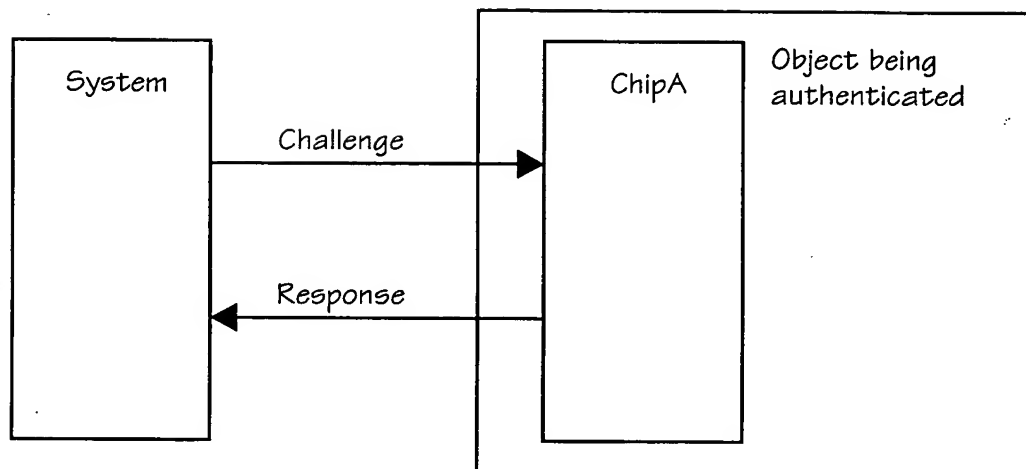 System
ChipA
Object being
authenticated
Challenge
Response